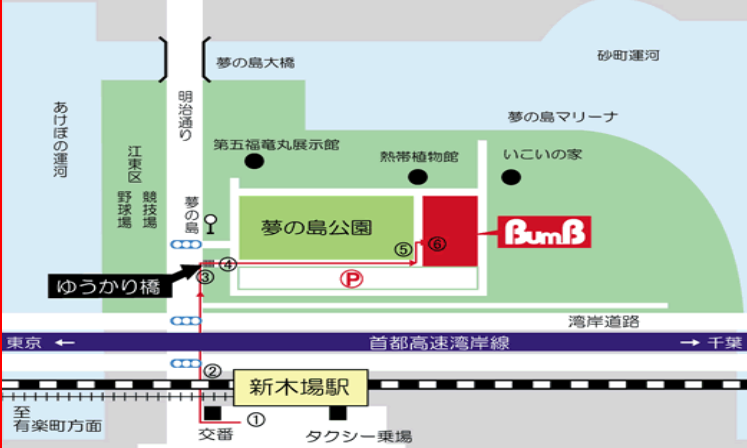 夢の島大橋
砂町運河
あけぼの運河
明治通り
夢の島マリーナ
第五福竜丸展示館
熱帯植物館
いこいの家
江東区
野球場
競技場
夢の島
夢の島公園
BumB
⑤
⑥
④
③
P
ゆうかり橋
湾岸道路
東京 ←
首都高速湾岸線
→ 千葉
②
新木場駅
至
有楽町方面
①
交番
タクシー乗場